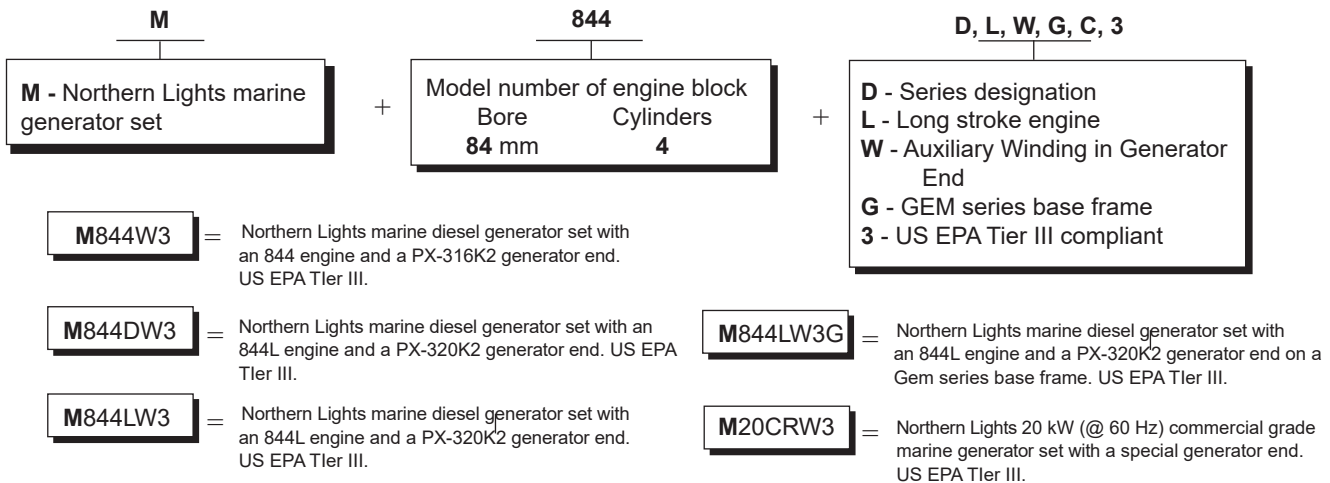 M
M - Northern Lights marine
generator set
+
844
Model number of engine block
Bore Cylinders
84 mm 4
+
D, L, W, G, C, 3
D - Series designation
L - Long stroke engine
W - Auxiliary Winding in Generator
End
G - GEM series base frame
3 - US EPA Tier III compliant
M844W3 = Northern Lights marine diesel generator set with
an 844 engine and a PX-316K2 generator end.
US EPA TIer III.
M844DW3 = Northern Lights marine diesel generator set with an
844L engine and a PX-320K2 generator end. US EPA
TIer III.
M844LW3 = Northern Lights marine diesel generator set with
an 844L engine and a PX-320K2 generator end.
US EPA TIer III.
M844LW3G = Northern Lights marine diesel generator set with
an 844L engine and a PX-320K2 generator end on a
Gem series base frame. US EPA TIer III.
M20CRW3 = Northern Lights 20 kW (@ 60 Hz) commercial grade
marine generator set with a special generator end.
US EPA TIer III.